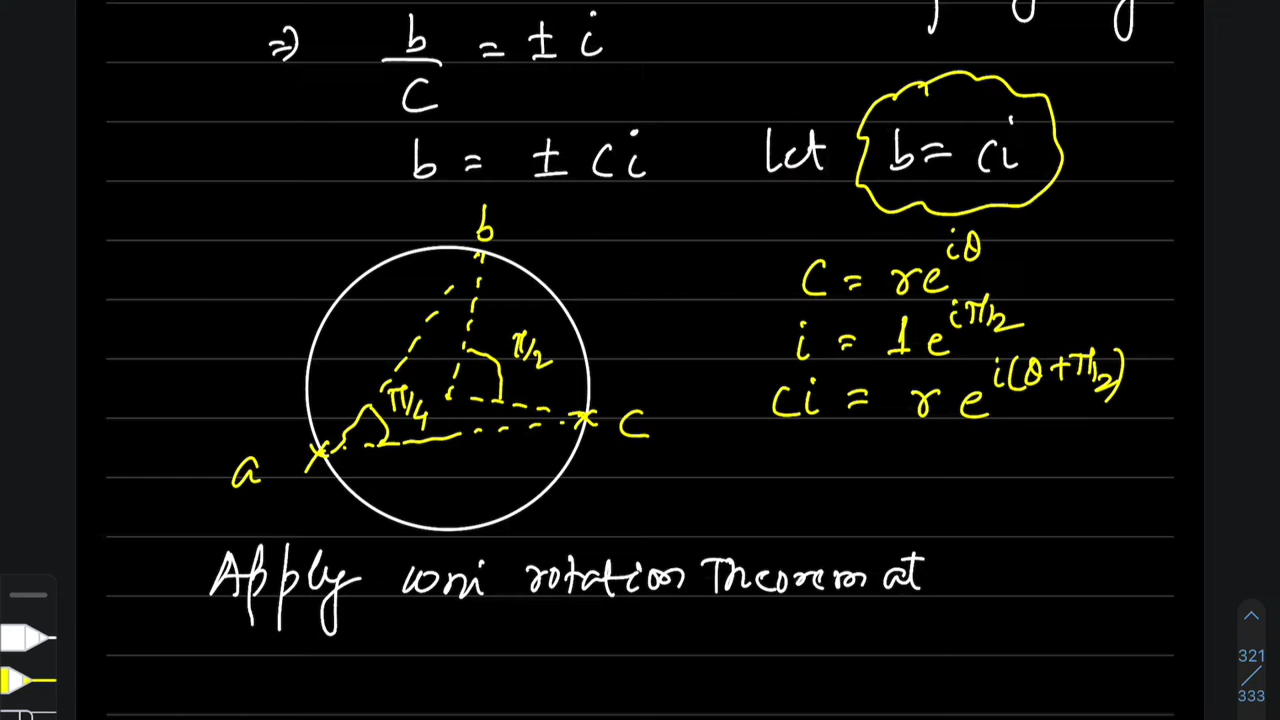 ⇒ b/c = ± i
b = ± ci let b = ci
b
c = re^{iθ}
i = 1e^{iπ/2}
ci = re^{i(θ+π/2)}
π/2
π/4
c
a
Apply coni rotation Theorem at
321
/
333